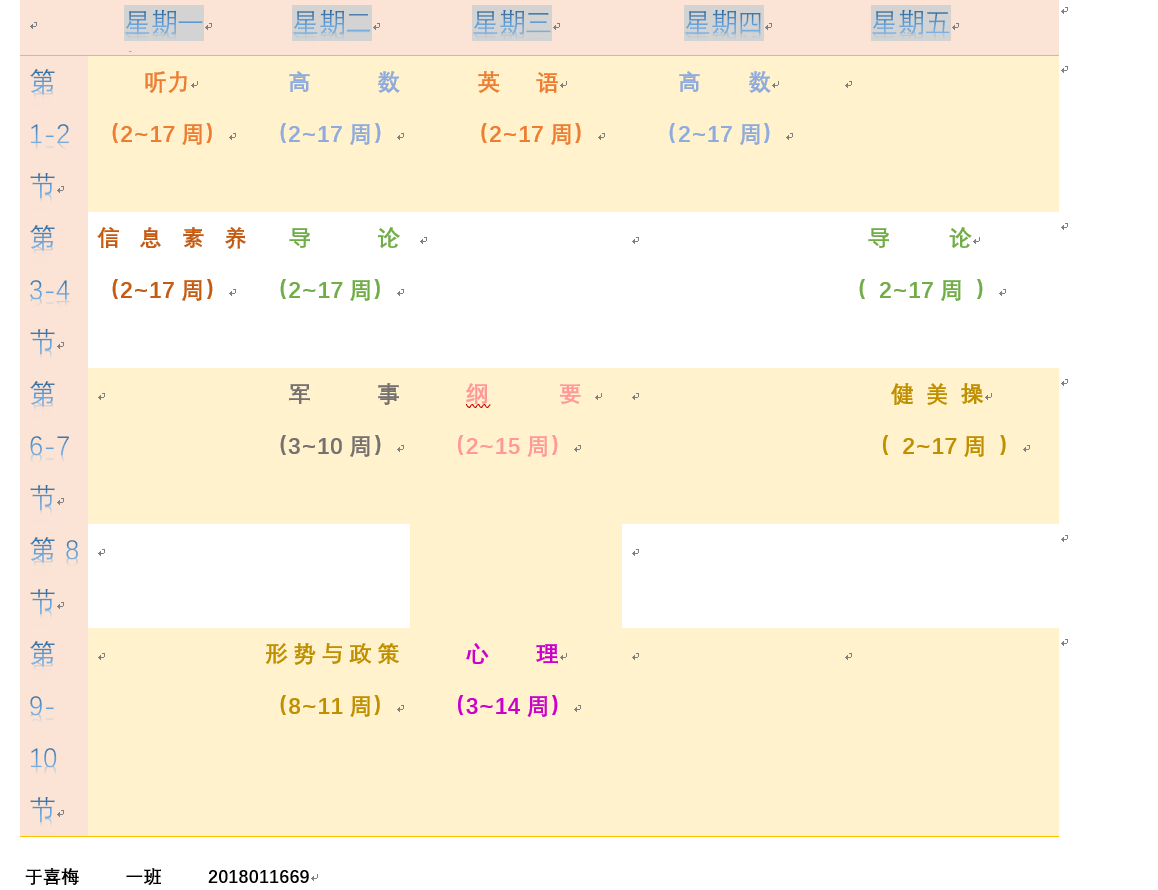 星期一 星期二 星期三 星期四 星期五
第 听力 高 数 英 语 高 数
1-2 (2~17 周) (2~17 周) (2~17 周) (2~17 周)
节
第 信 息 素 养 导 论 导 论
3-4 (2~17 周) (2~17 周) ( 2~17 周 )
节
第 军 事 纲 要 健 美 操
6-7 (3~10 周) (2~15 周) ( 2~17 周 )
节
第 8
节
第 形 势 与 政 策 心 理
9- (8~11 周) (3~14 周)
10
节
于喜梅 一班 2018011669